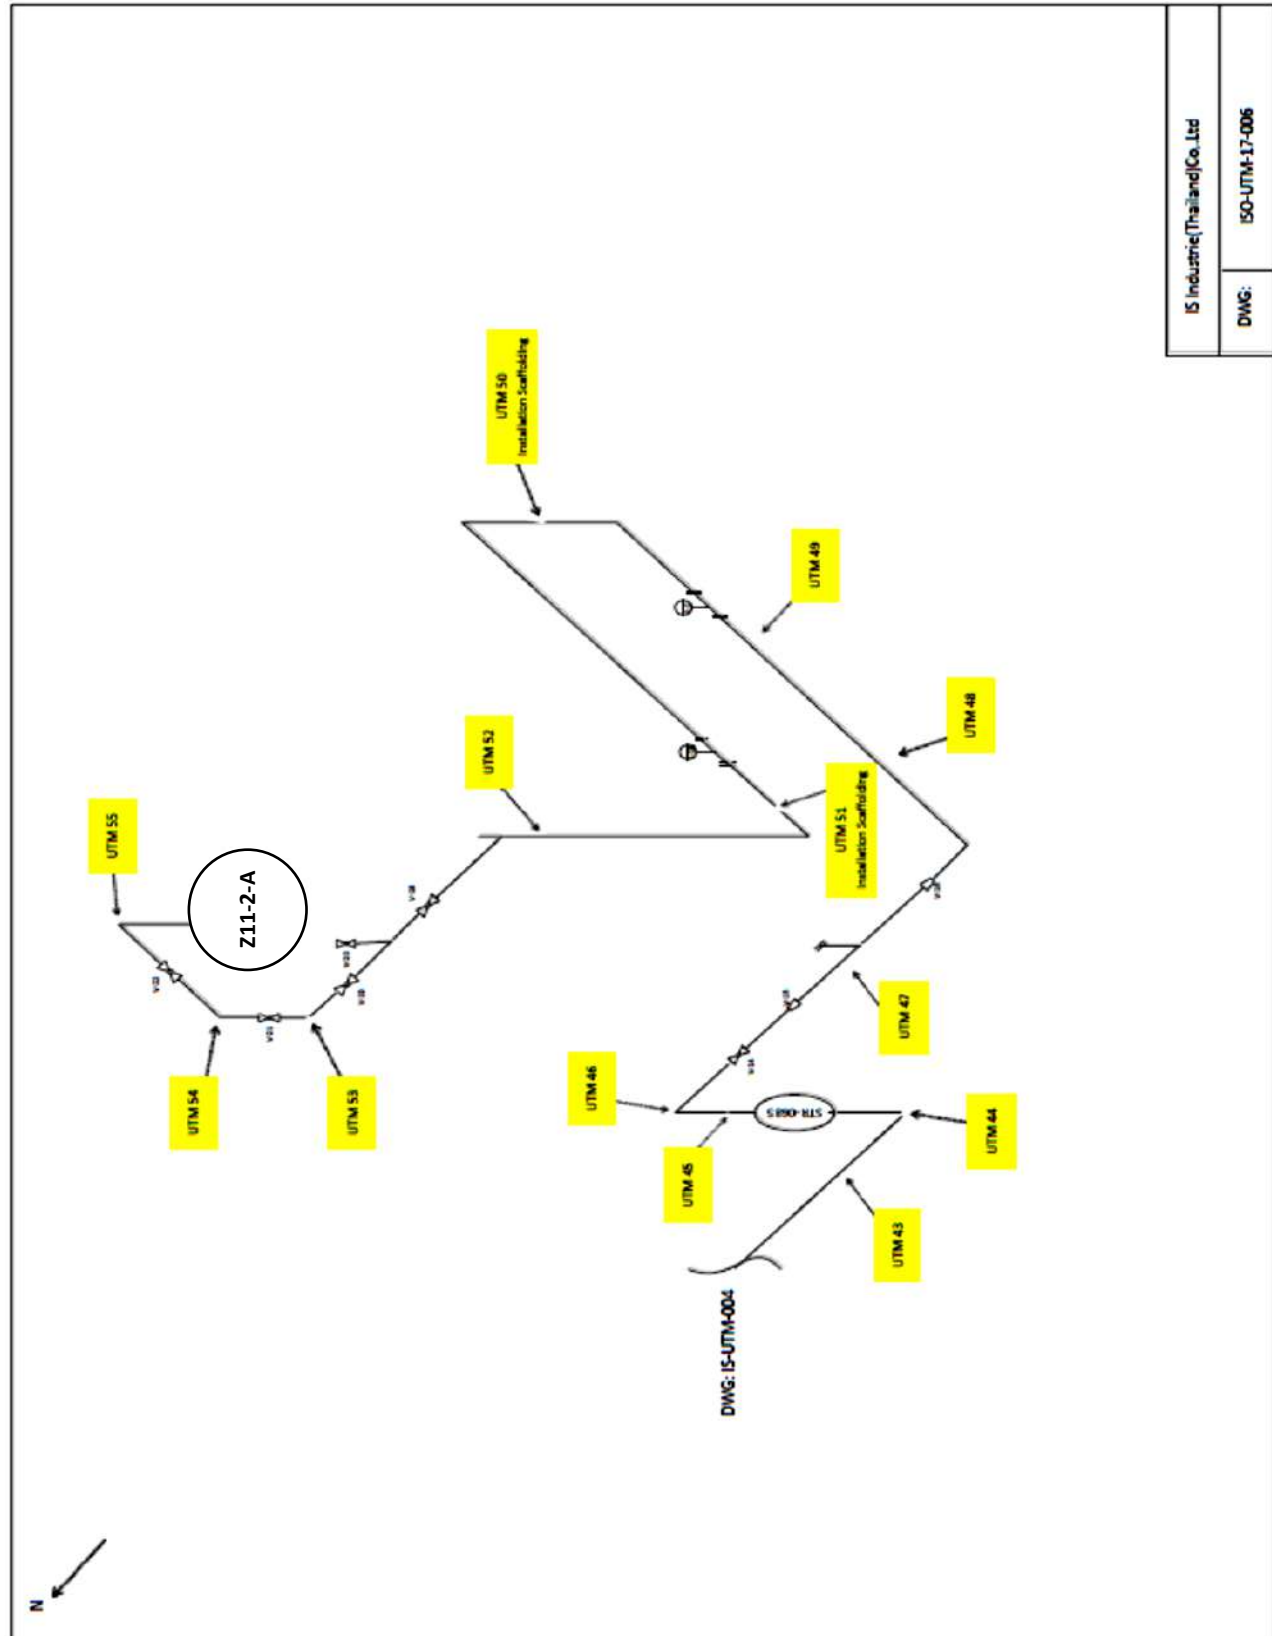 N
UTM 55
Z11-2-A
UTM 54
UTM 53
UTM 52
UTM 50
Installation Scaffolding
UTM 51
Installation Scaffolding
UTM 49
UTM 48
UTM 47
UTM 46
UTM 45
STR-068 S
UTM 44
UTM 43
DWG: IS-UTM-004
IS Industrie(Thailand)Co,.Ltd
DWG:
ISO-UTM-17-006